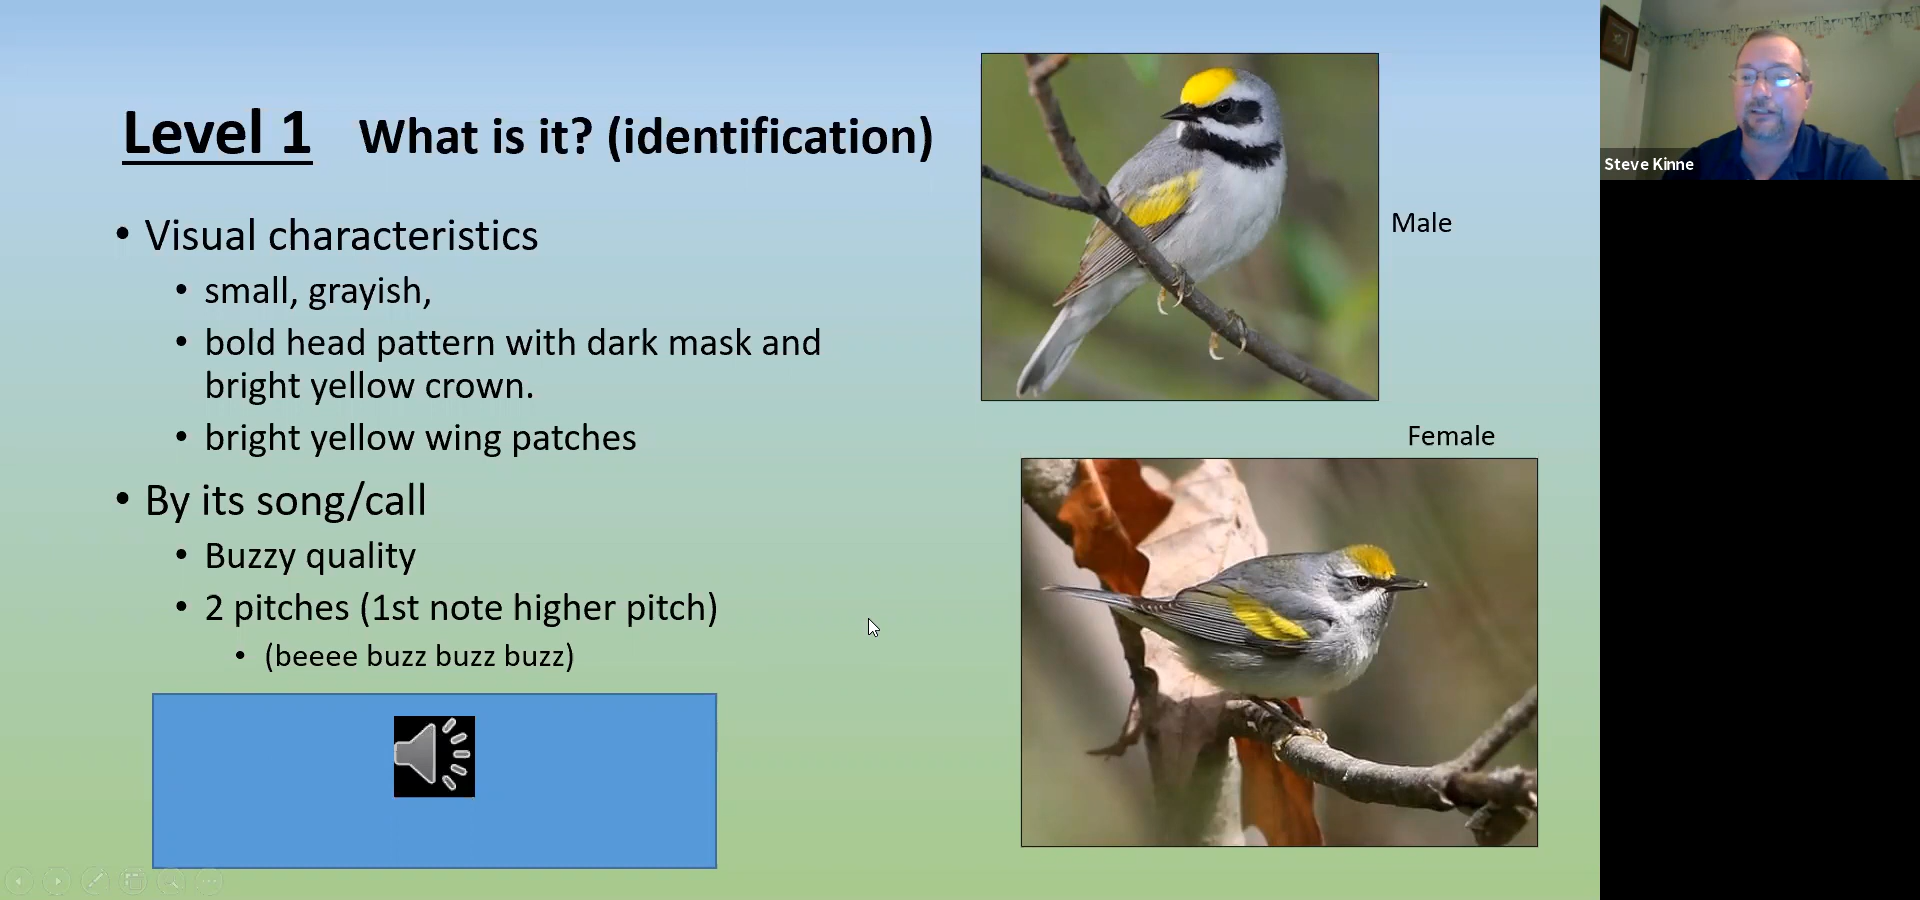 Level 1 What is it? (identification)
• Visual characteristics
• small, grayish,
• bold head pattern with dark mask and
bright yellow crown.
• bright yellow wing patches
• By its song/call
• Buzzy quality
• 2 pitches (1st note higher pitch)
• (beeee buzz buzz buzz)
Male
Female
Steve Kinne